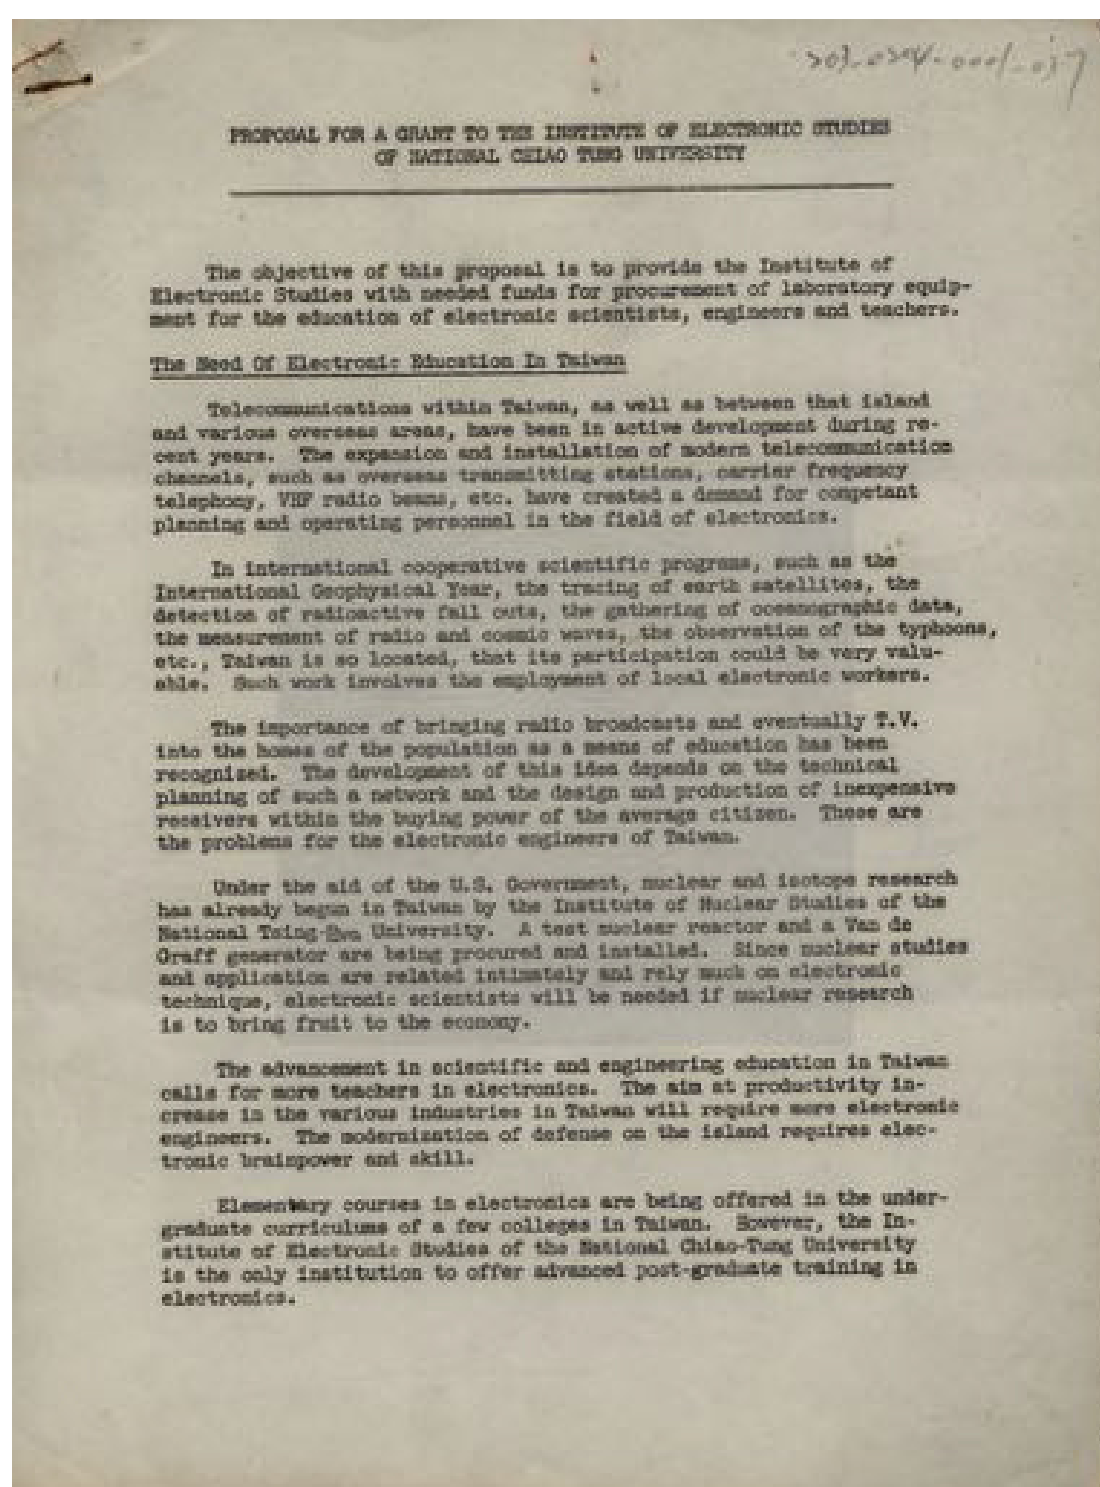 203-0204-0001-037
PROPOSAL FOR A GRANT TO THE INSTITUTE OF ELECTRONIC STUDIES
OF NATIONAL CHIAO TUNG UNIVERSITY
The objective of this proposal is to provide the Institute of
Electronic Studies with needed funds for procurement of laboratory equip-
ment for the education of electronic scientists, engineers and teachers.
The Need Of Electronic Education In Taiwan
Telecommunications within Taiwan, as well as between that island
and various overseas areas, have been in active development during re-
cent years. The expansion and installation of modern telecommunication
channels, such as overseas transmitting stations, carrier frequency
telephony, VHF radio beams, etc. have created a demand for competant
planning and operating personnel in the field of electronics.
In international cooperative scientific programs, such as the
International Geophysical Year, the tracing of earth satellites, the
detection of radioactive fall outs, the gathering of oceanographic data,
the measurement of radio and cosmic waves, the observation of the typhoons,
etc., Taiwan is so located, that its participation could be very valu-
able. Such work involves the employment of local electronic workers.
The importance of bringing radio broadcasts and eventually T.V.
into the homes of the population as a means of education has been
recognized. The development of this idea depends on the technical
planning of such a network and the design and production of inexpensive
receivers within the buying power of the average citizen. These are
the problems for the electronic engineers of Taiwan.
Under the aid of the U.S. Government, nuclear and isotope research
has already begun in Taiwan by the Institute of Nuclear Studies of the
National Tsing-Hua University. A test nuclear reactor and a Van de
Graff generator are being procured and installed. Since nuclear studies
and application are related intimately and rely much on electronic
technique, electronic scientists will be needed if nuclear research
is to bring fruit to the economy.
The advancement in scientific and engineering education in Taiwan
calls for more teachers in electronics. The aim at productivity in-
crease in the various industries in Taiwan will require more electronic
engineers. The modernization of defense on the island requires elec-
tronic brainpower and skill.
Elementary courses in electronics are being offered in the under-
graduate curriculums of a few colleges in Taiwan. However, the In-
stitute of Electronic Studies of the National Chiao-Tung University
is the only institution to offer advanced post-graduate training in
electronics.